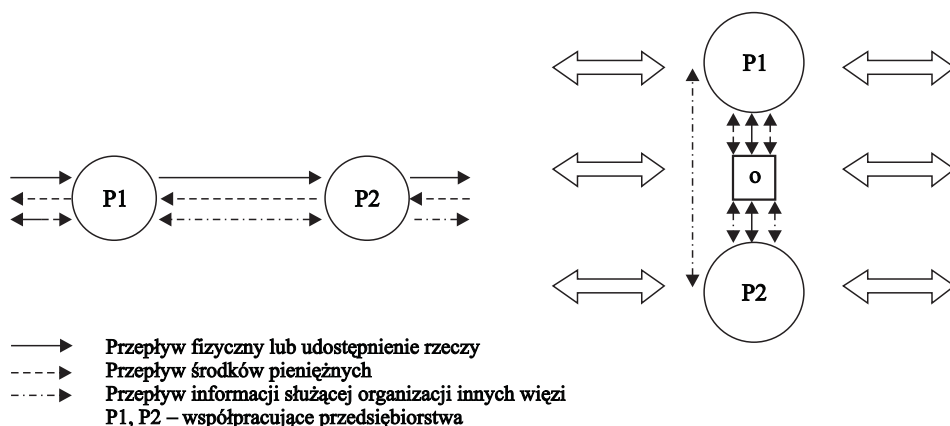 P1
P2
P1
o
P2
Przepływ fizyczny lub udostępnienie rzeczy
Przepływ środków pieniężnych
Przepływ informacji służącej organizacji innych więzi
P1, P2 – współpracujące przedsiębiorstwa